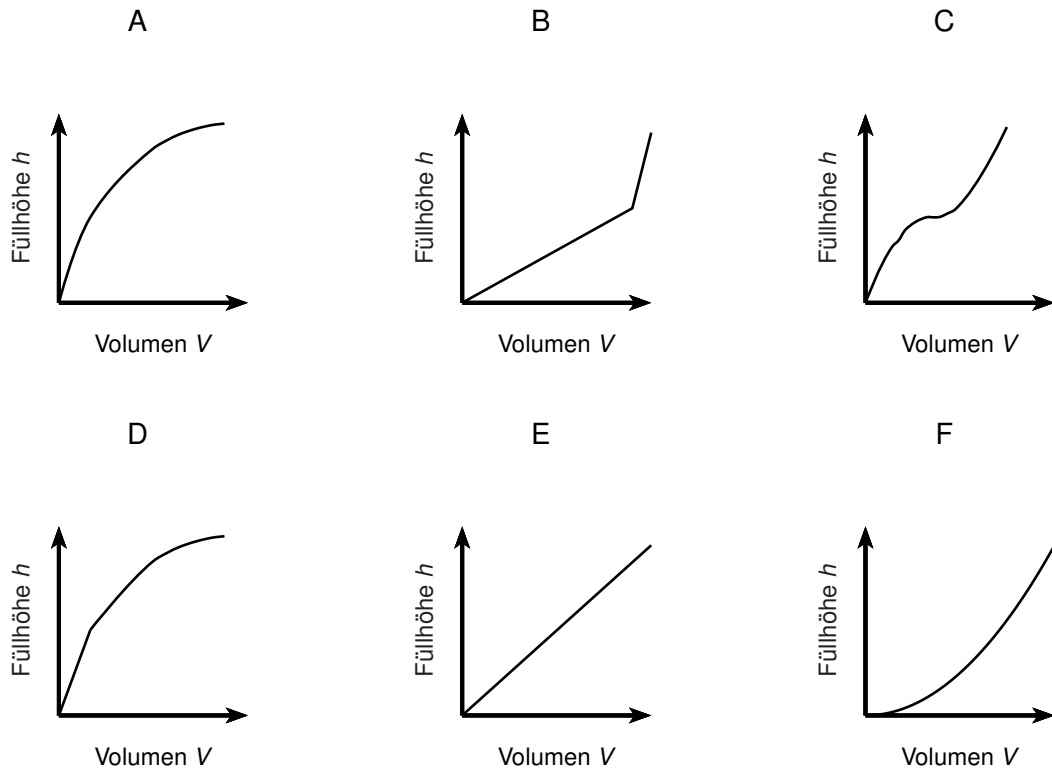 A B C
Füllhöhe h Füllhöhe h Füllhöhe h
Volumen V Volumen V Volumen V
D E F
Füllhöhe h Füllhöhe h Füllhöhe h
Volumen V Volumen V Volumen V